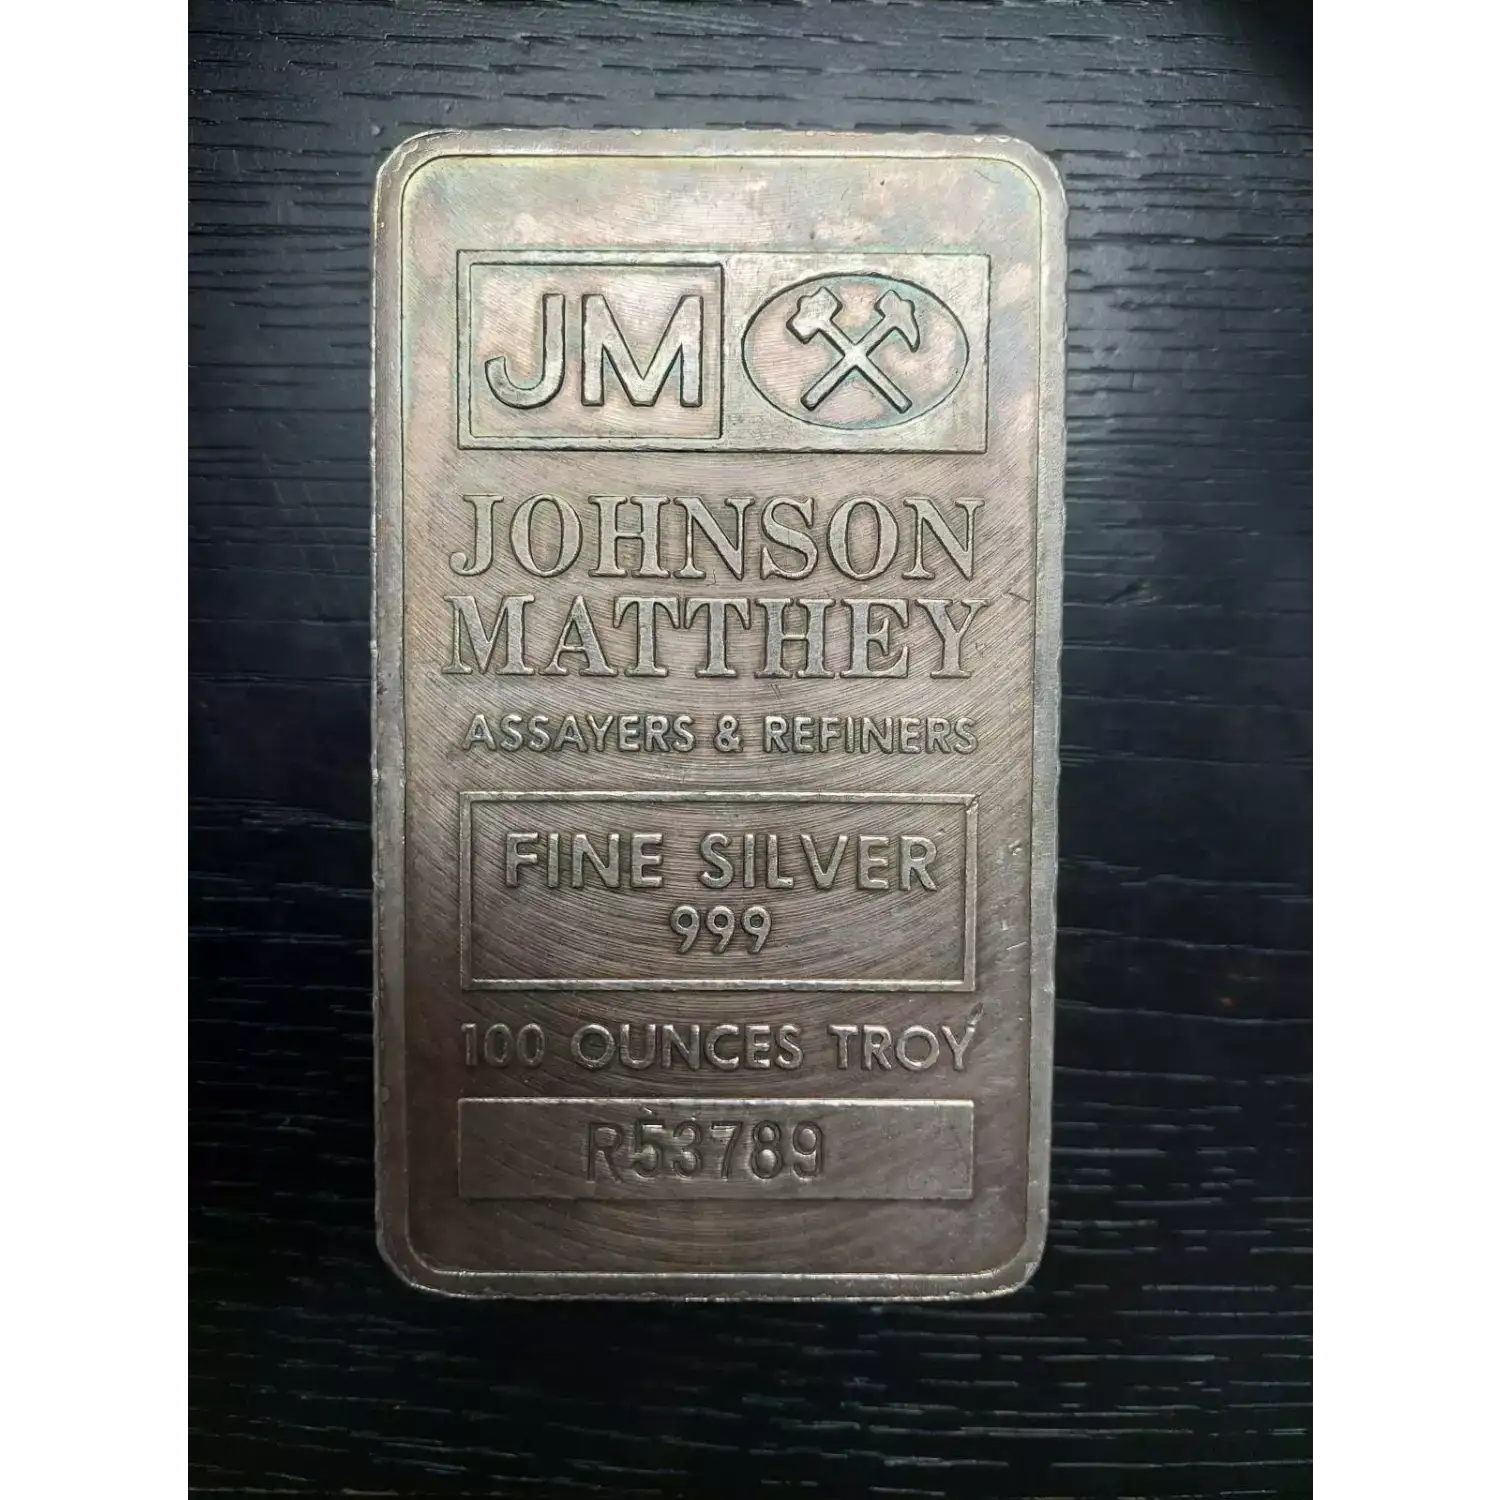 JM
JOHNSON
MATTHEY
ASSAYERS & REFINERS
FINE SILVER
999
100 OUNCES TROY
R53789